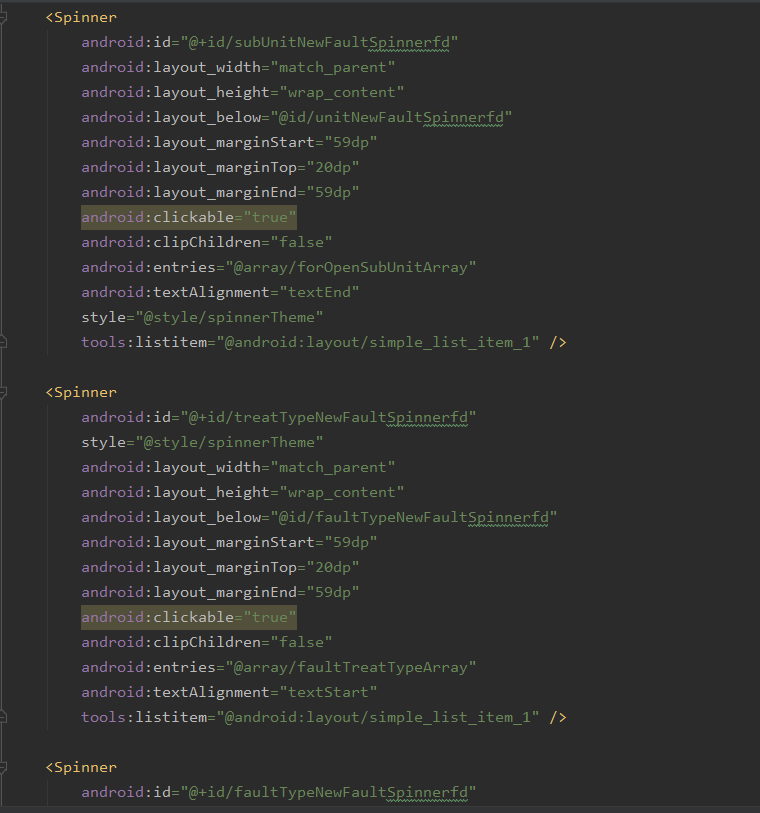 <Spinner
android:id="@+id/subUnitNewFaultSpinnerfd"
android:layout_width="match_parent"
android:layout_height="wrap_content"
android:layout_below="@id/unitNewFaultSpinnerfd"
android:layout_marginStart="59dp"
android:layout_marginTop="20dp"
android:layout_marginEnd="59dp"
android:clickable="true"
android:clipChildren="false"
android:entries="@array/forOpenSubUnitArray"
android:textAlignment="textEnd"
style="@style/spinnerTheme"
tools:listitem="@android:layout/simple_list_item_1" />
<Spinner
android:id="@+id/treatTypeNewFaultSpinnerfd"
style="@style/spinnerTheme"
android:layout_width="match_parent"
android:layout_height="wrap_content"
android:layout_below="@id/faultTypeNewFaultSpinnerfd"
android:layout_marginStart="59dp"
android:layout_marginTop="20dp"
android:layout_marginEnd="59dp"
android:clickable="true"
android:clipChildren="false"
android:entries="@array/faultTreatTypeArray"
android:textAlignment="textStart"
tools:listitem="@android:layout/simple_list_item_1" />
<Spinner
android:id="@+id/faultTypeNewFaultSpinnerfd"